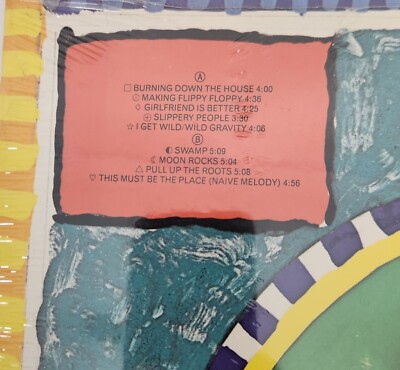 Ⓐ
□ BURNING DOWN THE HOUSE 4:00
◎ MAKING FLIPPY FLOPPY 4:36
◊ GIRLFRIEND IS BETTER 4:25
⊕ SLIPPERY PEOPLE 3:30
☆ I GET WILD/WILD GRAVITY 4:06
Ⓑ
◐ SWAMP 5:09
☾ MOON ROCKS 5:04
△ PULL UP THE ROOTS 5:08
♡ THIS MUST BE THE PLACE (NAIVE MELODY) 4:56